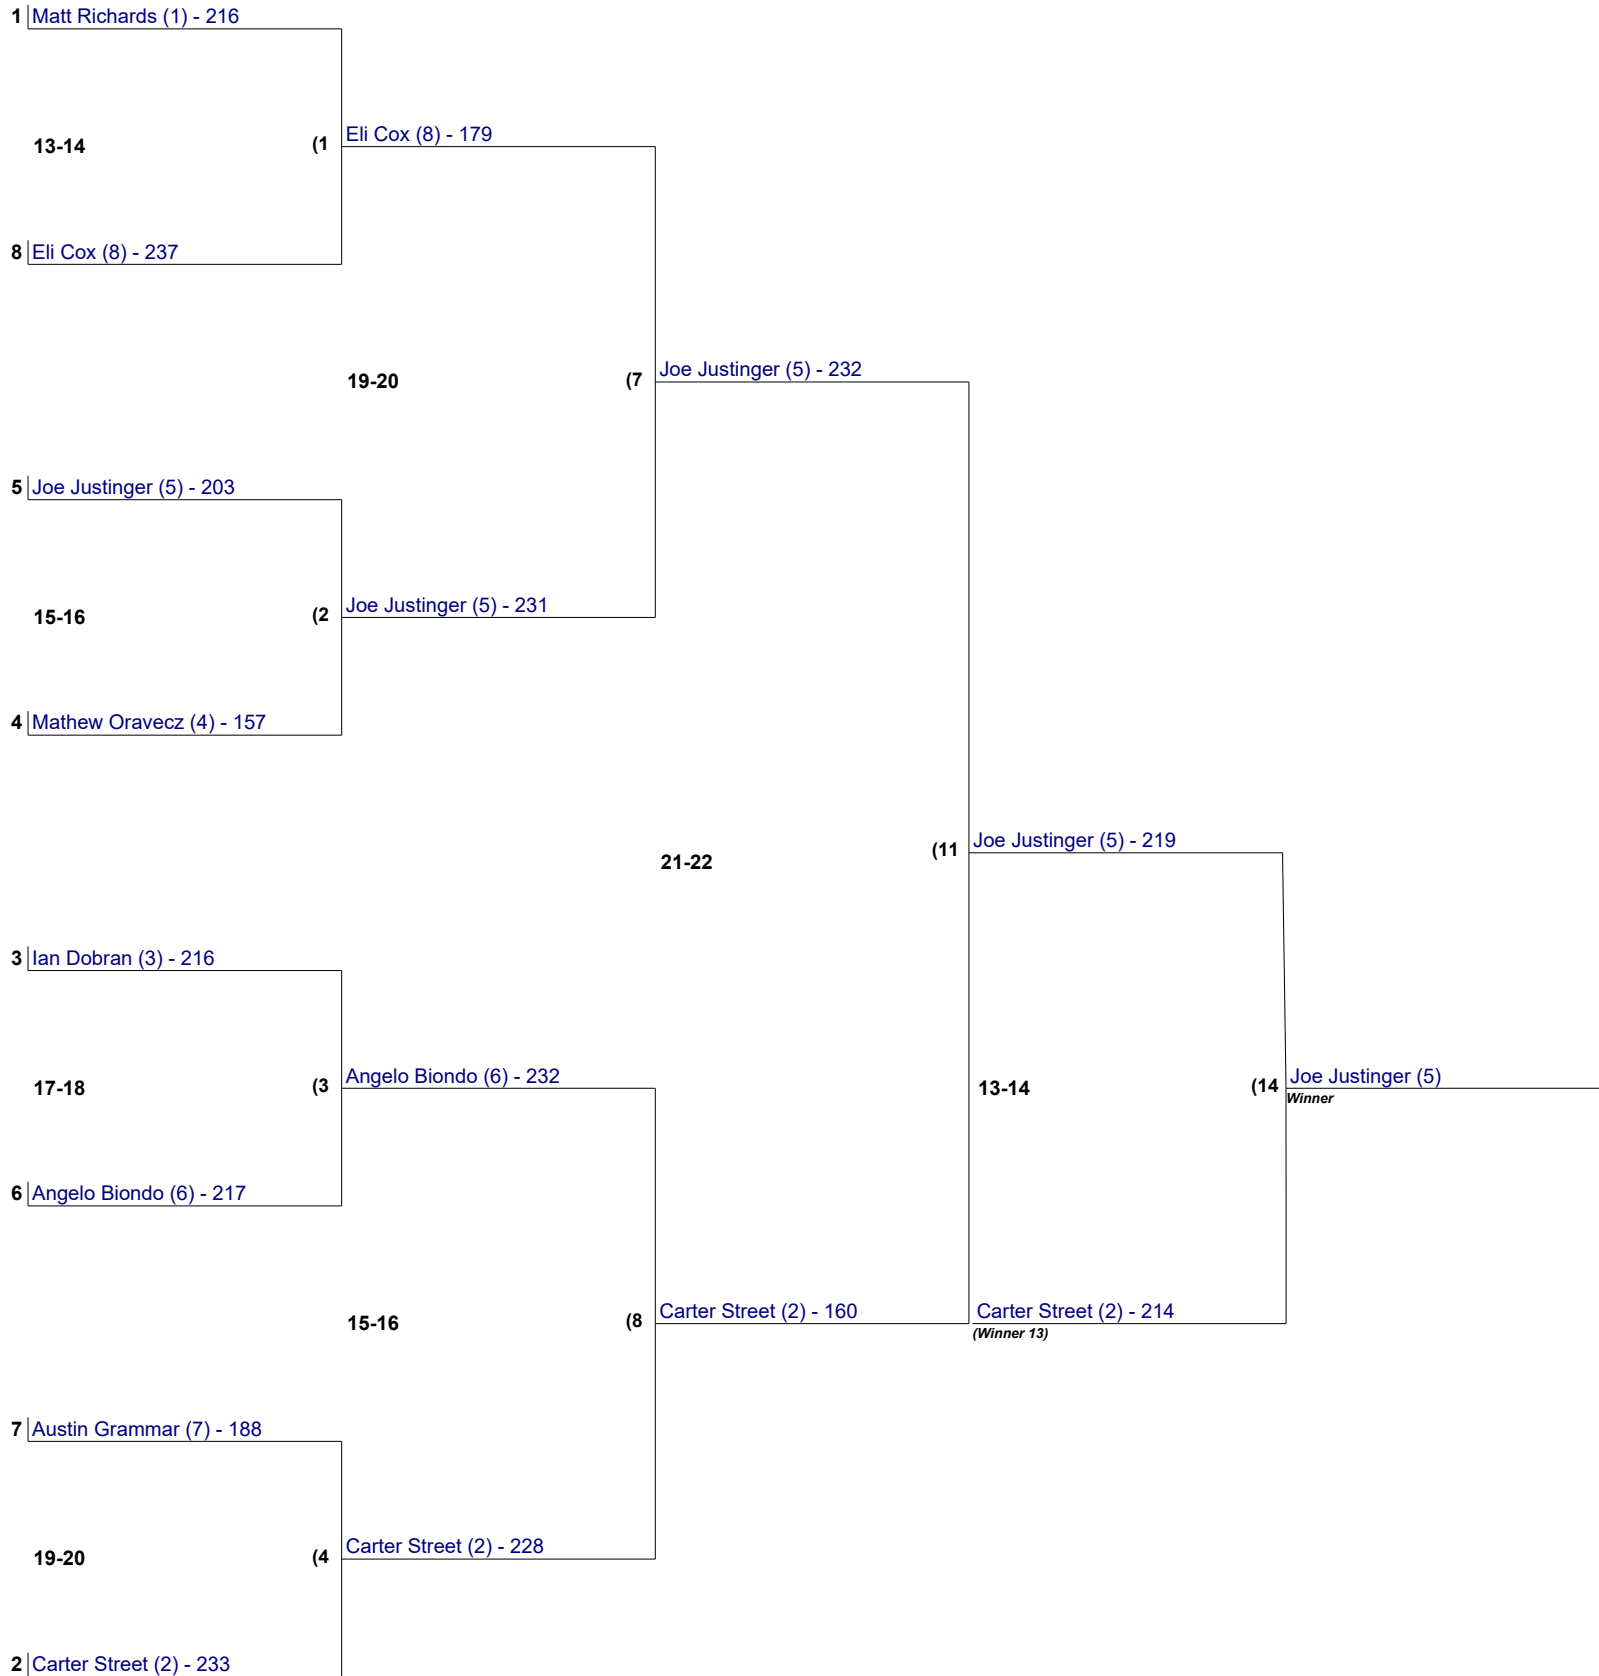 1 Matt Richards (1) - 216
13-14 (1 Eli Cox (8) - 179
8 Eli Cox (8) - 237
19-20 (7 Joe Justinger (5) - 232
5 Joe Justinger (5) - 203
15-16 (2 Joe Justinger (5) - 231
4 Mathew Oravecz (4) - 157
21-22 (11 Joe Justinger (5) - 219
3 Ian Dobran (3) - 216
17-18 (3 Angelo Biondo (6) - 232
13-14 (14 Joe Justinger (5)
Winner
6 Angelo Biondo (6) - 217
15-16 (8 Carter Street (2) - 160
Carter Street (2) - 214
(Winner 13)
7 Austin Grammar (7) - 188
19-20 (4 Carter Street (2) - 228
2 Carter Street (2) - 233